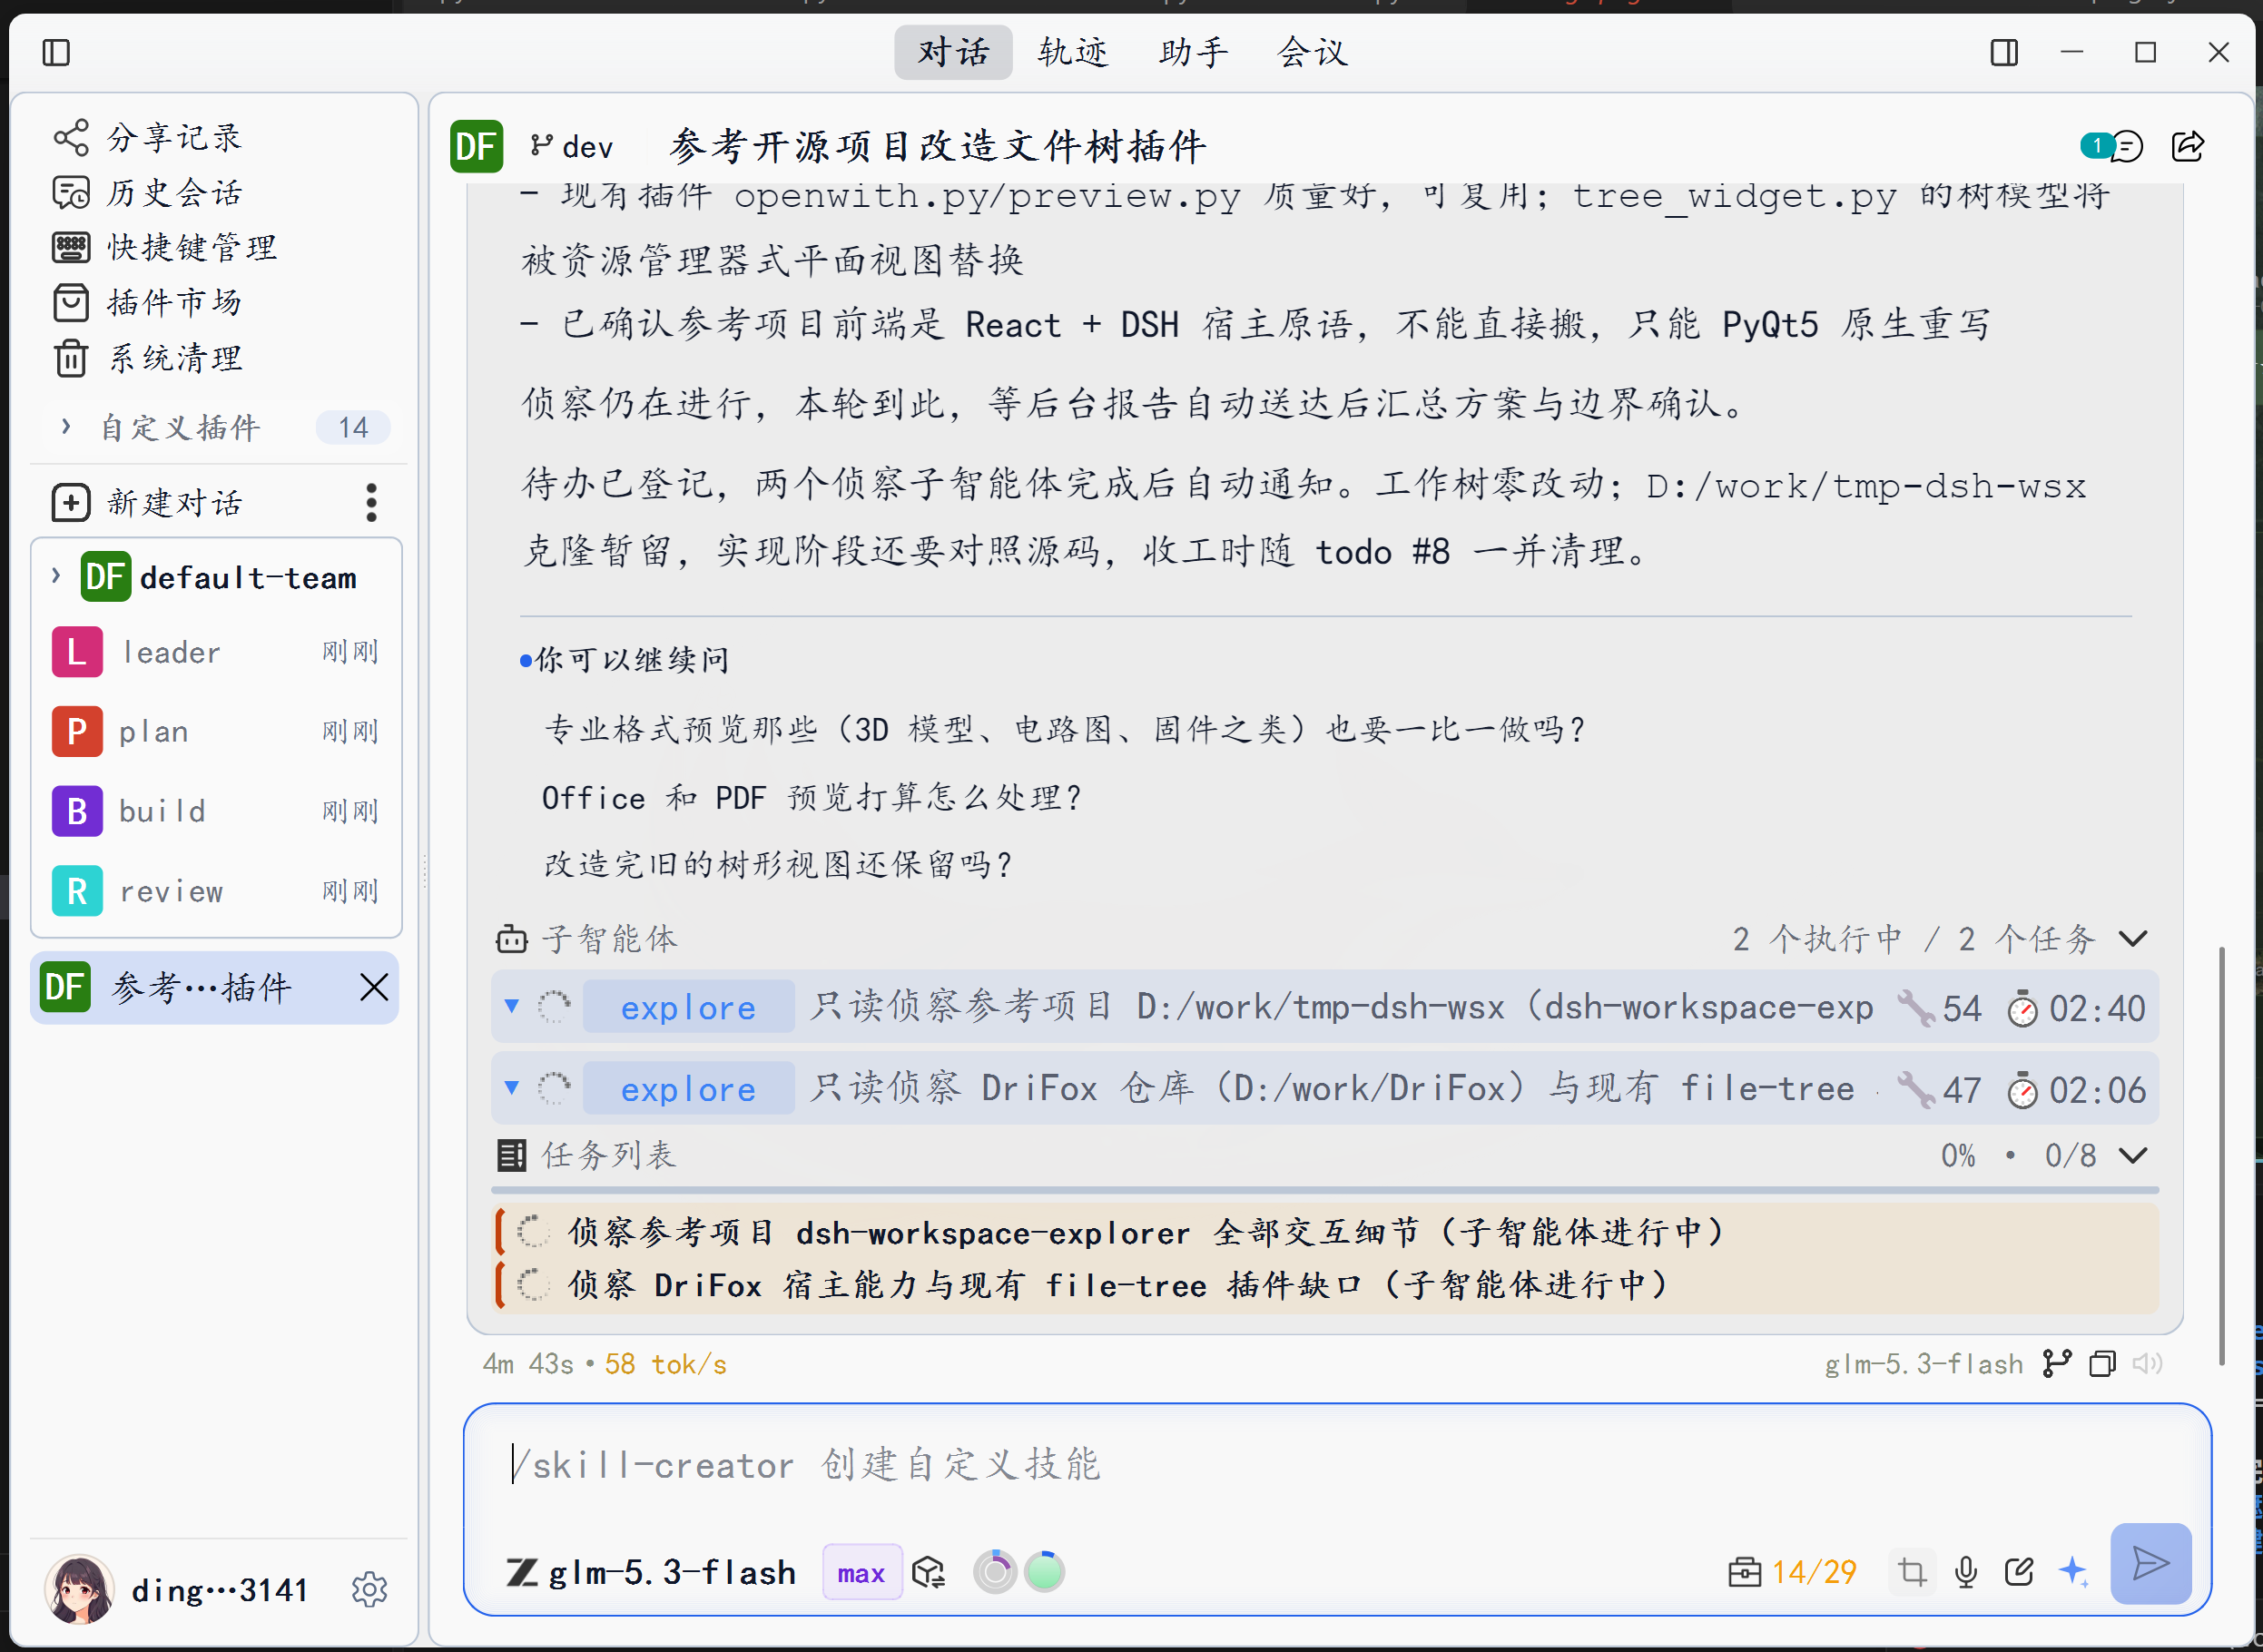 对话 轨迹 助手 会议
分享记录
历史会话
快捷键管理
插件市场
系统清理
自定义插件 14
新建对话
DF default-team
L leader 刚刚
P plan 刚刚
B build 刚刚
R review 刚刚
DF 参考…插件
ding…3141
DF dev 参考开源项目改造文件树插件 1
- 现有插件 openwith.py/preview.py 质量好，可复用；tree_widget.py 的树模型将
被资源管理器式平面视图替换
- 已确认参考项目前端是 React + DSH 宿主原语，不能直接搬，只能 PyQt5 原生重写
侦察仍在进行，本轮到此，等后台报告自动送达后汇总方案与边界确认。
待办已登记，两个侦察子智能体完成后自动通知。工作树零改动；D:/work/tmp-dsh-wsx
克隆暂留，实现阶段还要对照源码，收工时随 todo #8 一并清理。
你可以继续问
专业格式预览那些（3D 模型、电路图、固件之类）也要一比一做吗？
Office 和 PDF 预览打算怎么处理？
改造完旧的树形视图还保留吗？
子智能体 2 个执行中 / 2 个任务
explore 只读侦察参考项目 D:/work/tmp-dsh-wsx（dsh-workspace-exp 54 02:40
explore 只读侦察 DriFox 仓库（D:/work/DriFox）与现有 file-tree 47 02:06
任务列表 0% • 0/8
侦察参考项目 dsh-workspace-explorer 全部交互细节（子智能体进行中）
侦察 DriFox 宿主能力与现有 file-tree 插件缺口（子智能体进行中）
4m 43s • 58 tok/s glm-5.3-flash
/skill-creator 创建自定义技能
glm-5.3-flash max 14/29